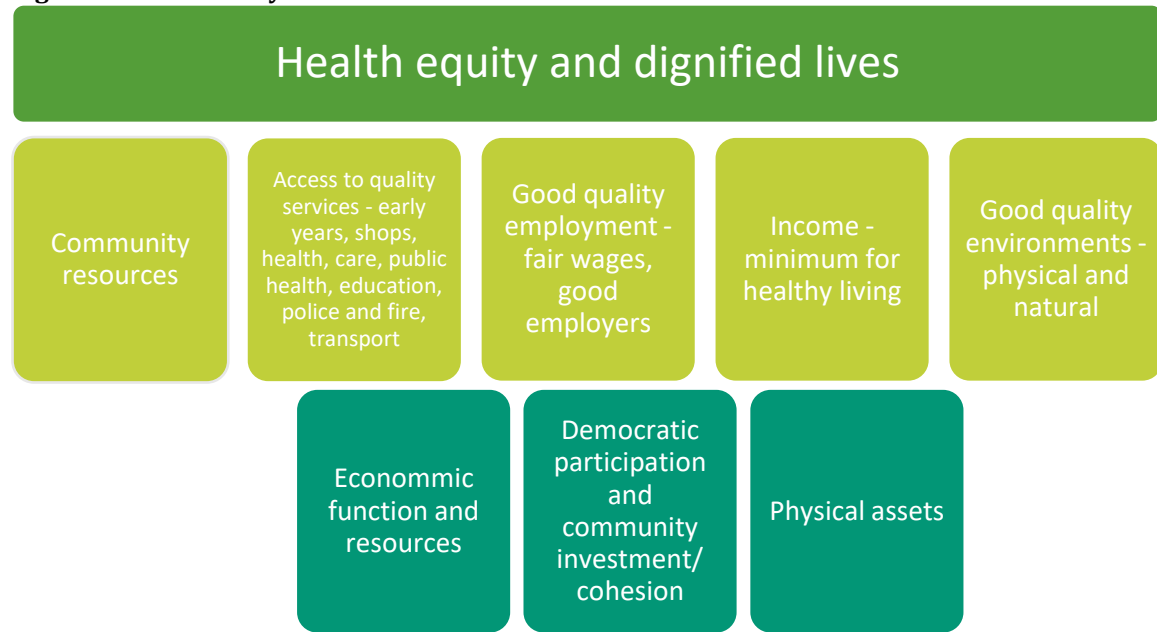 Health equity and dignified lives
Community
resources
Access to quality
services - early
years, shops,
health, care, public
health, education,
police and fire,
transport
Good quality
employment -
fair wages,
good
employers
Income -
minimum for
healthy living
Good quality
environments -
physical and
natural
Econommic
function and
resources
Democratic
participation
and
community
investment/
cohesion
Physical assets